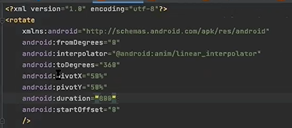 <?xml version="1.0" encoding="utf-8"?>
<rotate
xmlns:android="http://schemas.android.com/apk/res/android"
android:fromDegrees="0"
android:interpolator="@android:anim/linear_interpolator"
android:toDegrees="360"
android:pivotX="50%"
android:pivotY="50%"
android:duration="800"
android:startOffset="0"
/>